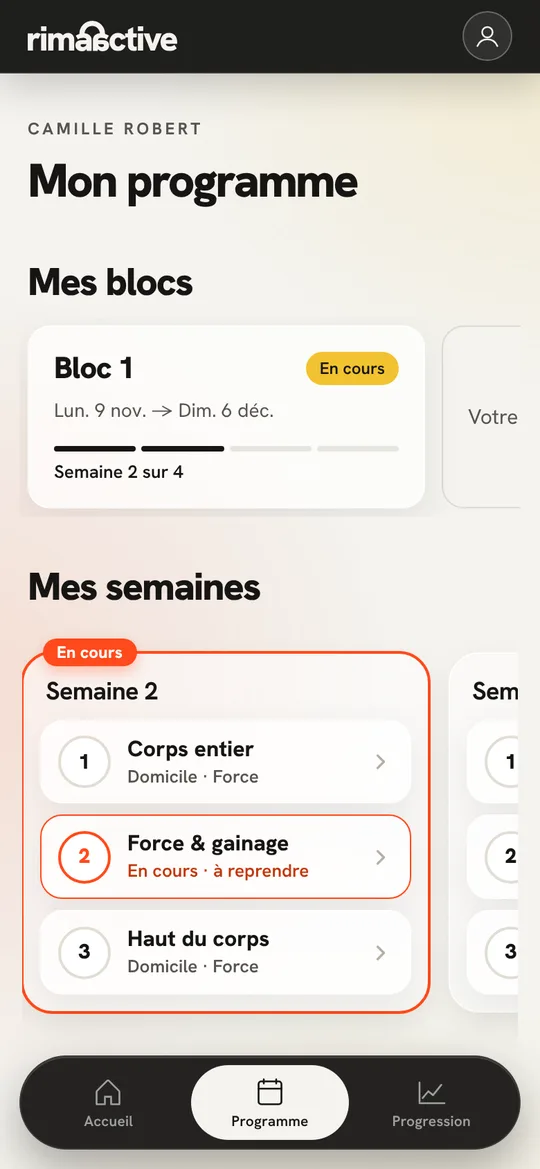 rimaactive
CAMILLE ROBERT
Mon programme
Mes blocs
Bloc 1
En cours
Lun. 9 nov. → Dim. 6 déc.
Semaine 2 sur 4
Votre
Mes semaines
En cours
Semaine 2
Sem
1
Corps entier
Domicile · Force
1
2
Force & gainage
En cours · à reprendre
2
3
Haut du corps
Domicile · Force
3
Accueil
Programme
Progression